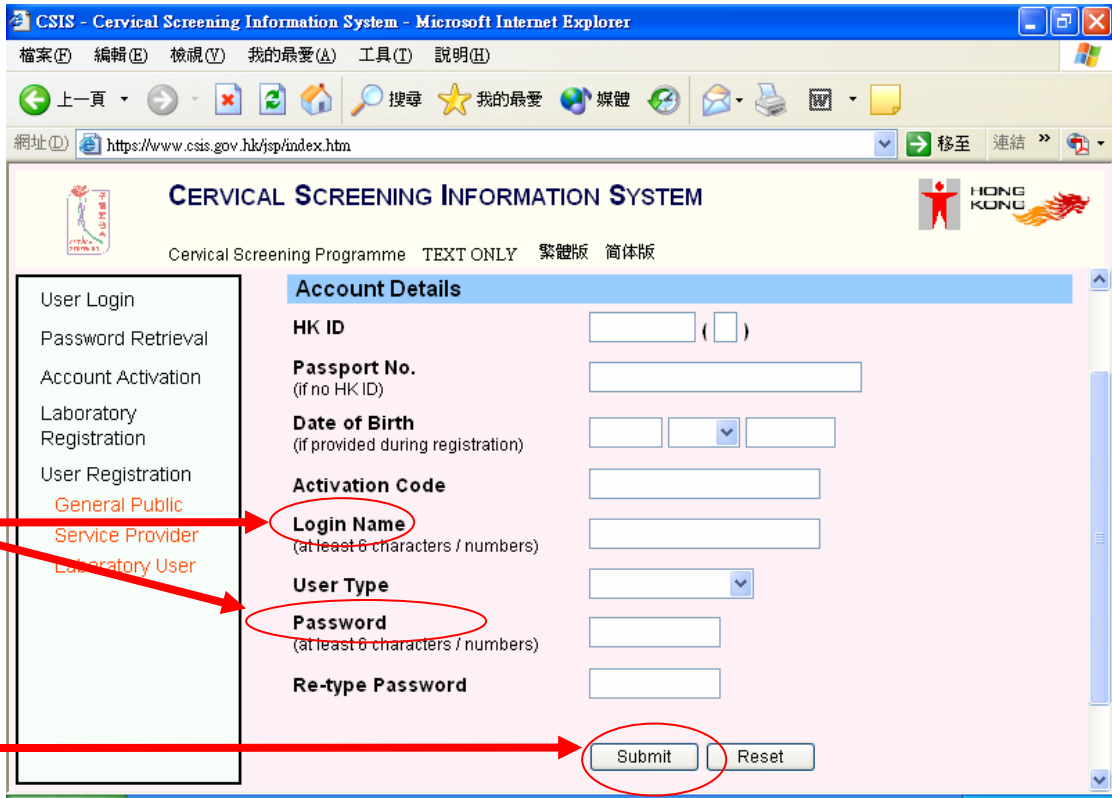 CSIS - Cervical Screening Information System - Microsoft Internet Explorer
檔案(F) 編輯(E) 檢視(V) 我的最愛(A) 工具(T) 說明(H)
上一頁 搜尋 我的最愛 媒體
網址(D) https://www.csis.gov.hk/jsp/index.htm 移至 連結 »
CERVICAL SCREENING INFORMATION SYSTEM
HONG KONG
Cervical Screening Programme TEXT ONLY 繁體版 简体版
User Login
Password Retrieval
Account Activation
Laboratory
Registration
User Registration
General Public
Service Provider
Laboratory User
Account Details
HK ID ( )
Passport No.
(if no HK ID)
Date of Birth
(if provided during registration)
Activation Code
Login Name
(at least 6 characters / numbers)
User Type
Password
(at least 6 characters / numbers)
Re-type Password
Submit Reset